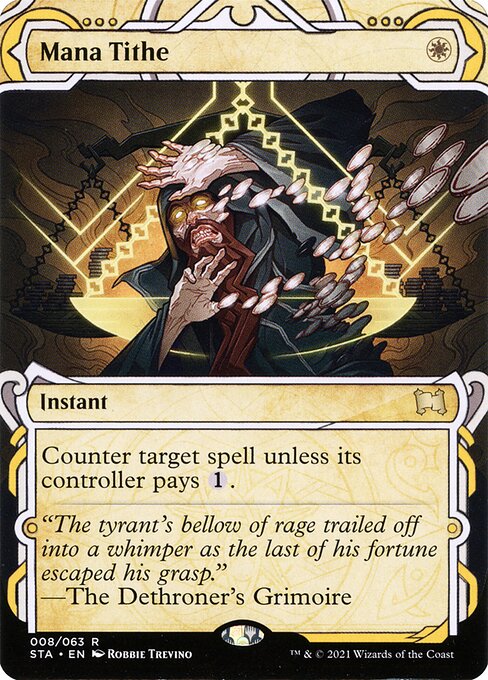 Mana Tithe
Instant
Counter target spell unless its
controller pays 1.
“The tyrant’s bellow of rage trailed off
into a whimper as the last of his fortune
escaped his grasp.”
—The Dethroner’s Grimoire
008/063 R
STA • EN Robbie Trevino
™ & © 2021 Wizards of the Coast